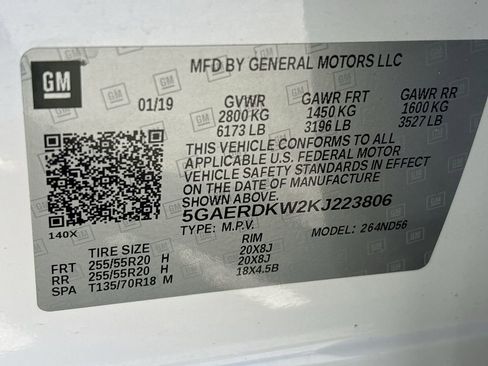 GM
MFD BY GENERAL MOTORS LLC
01/19 GVWR GAWR FRT GAWR RR
2800 KG 1450 KG 1600 KG
6173 LB 3196 LB 3527 LB
THIS VEHICLE CONFORMS TO ALL
APPLICABLE U.S. FEDERAL MOTOR
VEHICLE SAFETY STANDARDS IN EFFECT
ON THE DATE OF MANUFACTURE
5GAERDKW2KJ223806
140X TYPE: M.P.V. MODEL: 264ND56
TIRE SIZE RIM
FRT 255/55R20 H 20X8J
RR 255/55R20 H 20X8J
SPA T135/70R18 M 18X4.5B